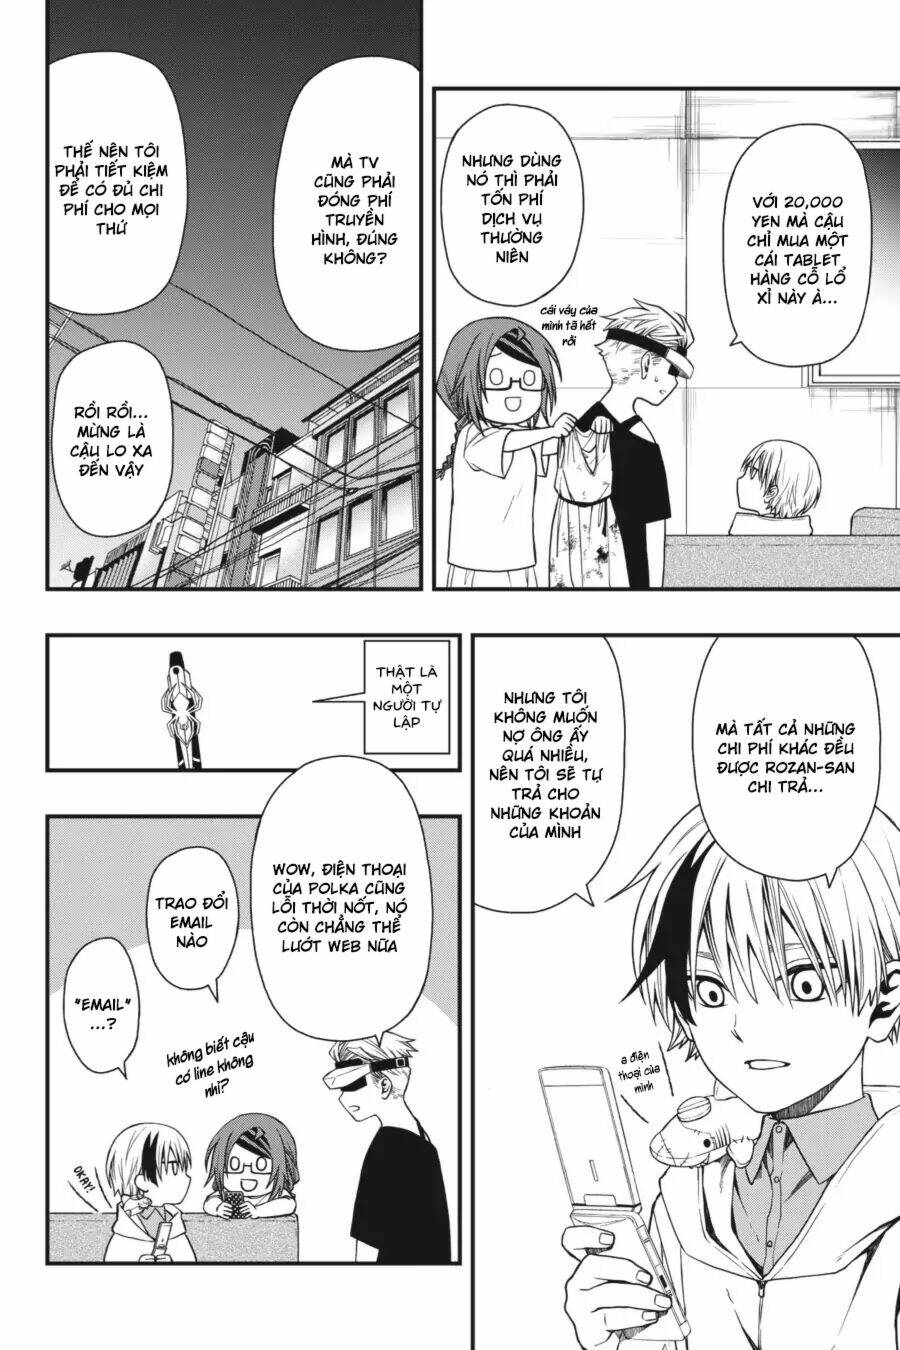 VỚI 20,000
YEN MÀ CẬU
CHỈ MUA MỘT
CÁI TABLET
HÀNG CỔ LỔ
XỈ NÀY À...
NHƯNG DÙNG
NÓ THÌ PHẢI
TỐN PHÍ
DỊCH VỤ
THƯỜNG
NIÊN
cái váy của
mình tã hết
rồi
MÀ TV
CŨNG PHẢI
ĐÓNG PHÍ
TRUYỀN
HÌNH, ĐÚNG
KHÔNG?
THẾ NÊN TÔI
PHẢI TIẾT KIỆM
ĐỂ CÓ ĐỦ CHI
PHÍ CHO MỌI
THỨ
RỒI RỒI...
MỪNG LÀ
CẬU LO XA
ĐẾN VẬY
MÀ TẤT CẢ NHỮNG
CHI PHÍ KHÁC ĐỀU
ĐƯỢC ROZAN-SAN
CHI TRẢ...
NHƯNG TÔI
KHÔNG MUỐN
NỢ ÔNG ẤY
QUÁ NHIỀU,
NÊN TÔI SẼ TỰ
TRẢ CHO
NHỮNG KHOẢN
CỦA MÌNH
a điện
thoại của
mình
THẬT LÀ
MỘT
NGƯỜI TỰ
LẬP
WOW, ĐIỆN THOẠI
CỦA POLKA CŨNG
LỖI THỜI NỐT, NÓ
CÒN CHẲNG THỂ
LƯỚT WEB NỮA
TRAO ĐỔI
EMAIL
NÀO
"EMAIL"
...?
không biết cậu
có line không
nhỉ?
OKAY!